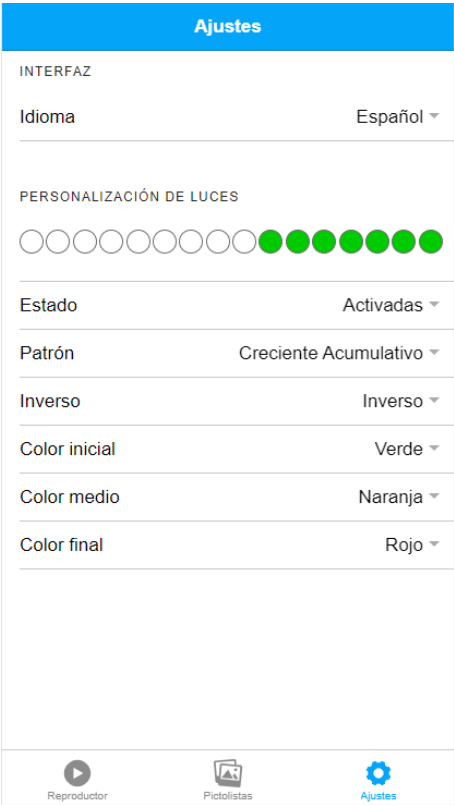 Ajustes
INTERFAZ
Idioma Español
PERSONALIZACIÓN DE LUCES
Estado Activadas
Patrón Creciente Acumulativo
Inverso Inverso
Color inicial Verde
Color medio Naranja
Color final Rojo
Reproductor Pictolistas Ajustes